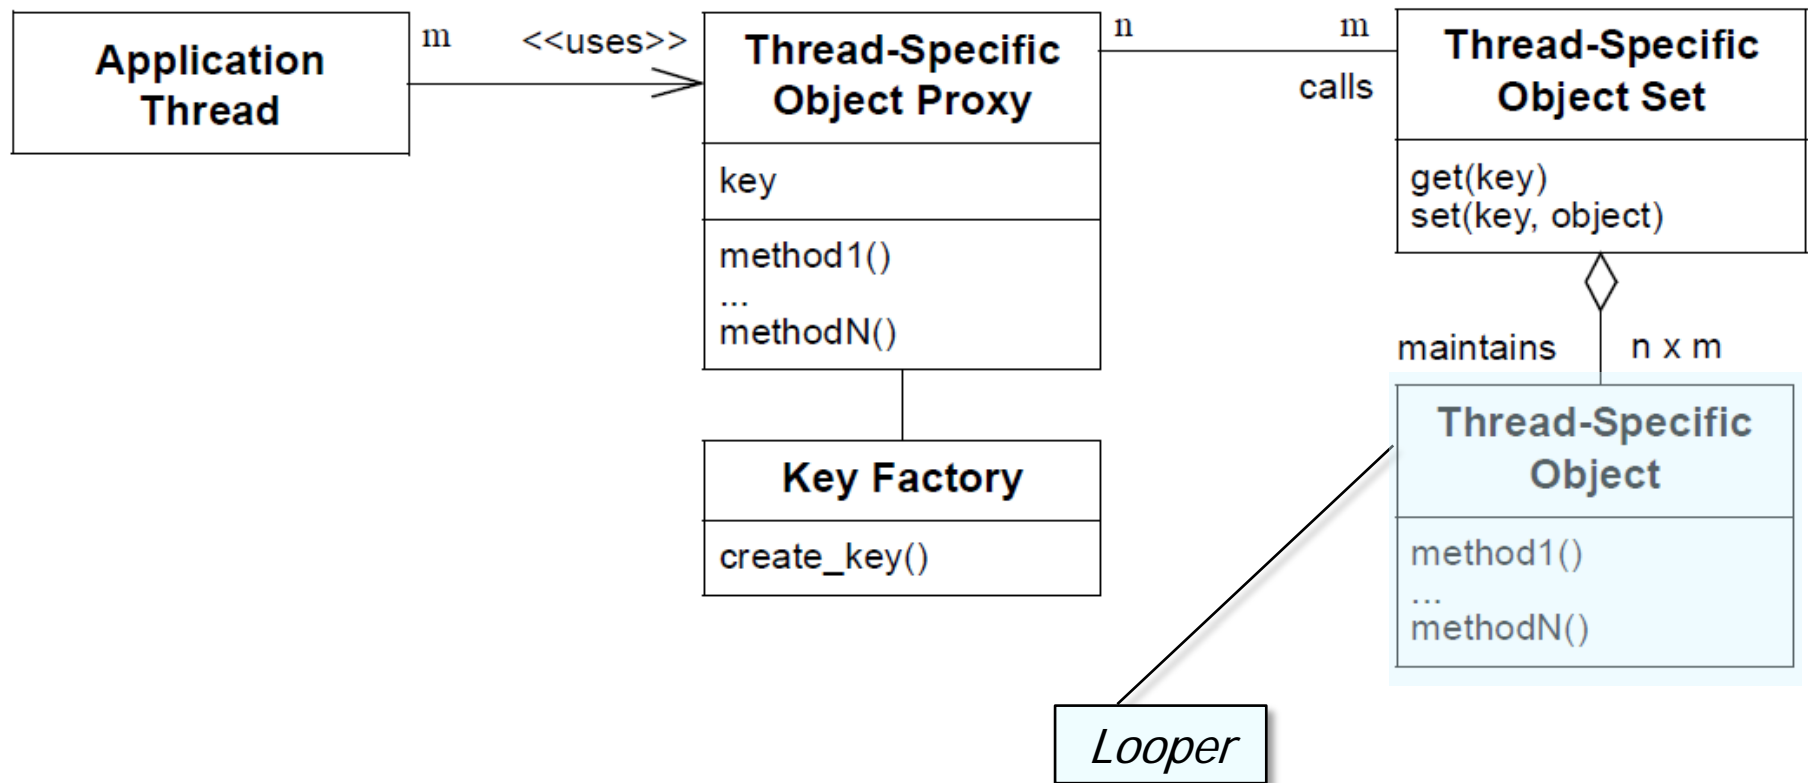 Application
Thread
m
<<uses>>
Thread-Specific
Object Proxy
key
method1()
...
methodN()
Key Factory
create_key()
n
m
calls
Thread-Specific
Object Set
get(key)
set(key, object)
maintains
n x m
Thread-Specific
Object
method1()
...
methodN()
Looper